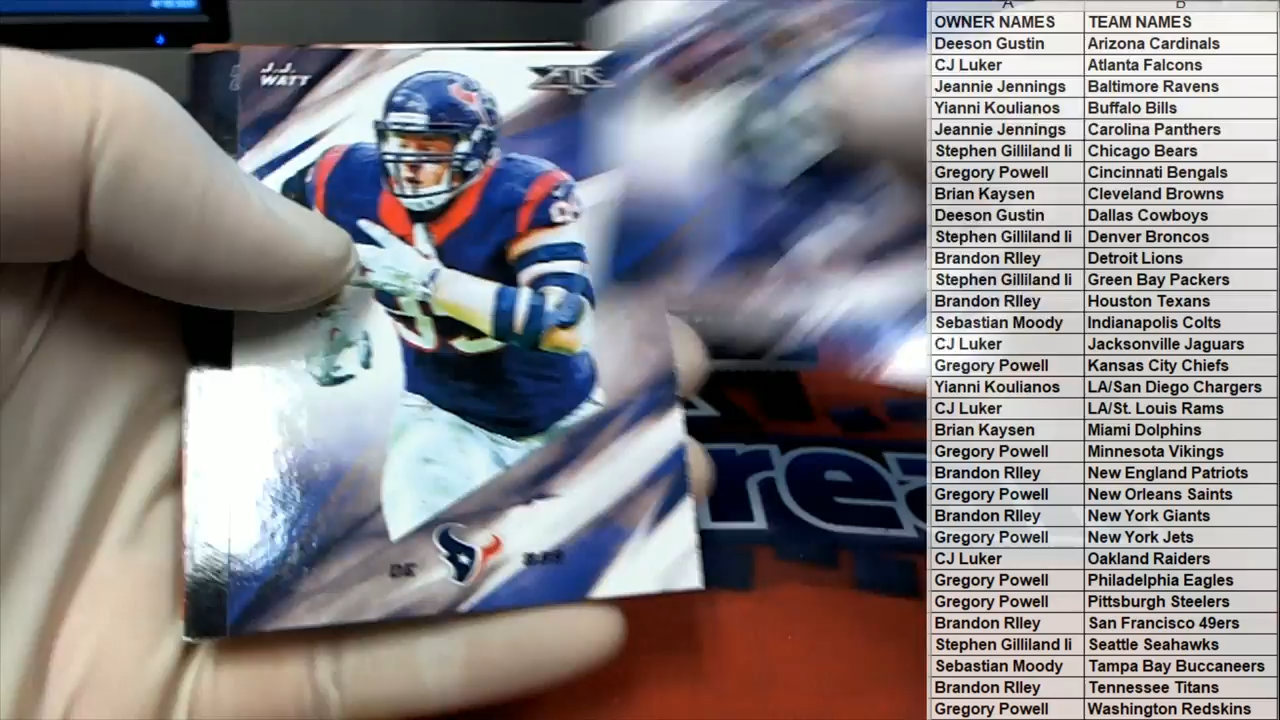 J.J.
WATT
A B
OWNER NAMES TEAM NAMES
Deeson Gustin Arizona Cardinals
CJ Luker Atlanta Falcons
Jeannie Jennings Baltimore Ravens
Yianni Koulianos Buffalo Bills
Jeannie Jennings Carolina Panthers
Stephen Gilliland Ii Chicago Bears
Gregory Powell Cincinnati Bengals
Brian Kaysen Cleveland Browns
Deeson Gustin Dallas Cowboys
Stephen Gilliland Ii Denver Broncos
Brandon RIley Detroit Lions
Stephen Gilliland Ii Green Bay Packers
Brandon RIley Houston Texans
Sebastian Moody Indianapolis Colts
CJ Luker Jacksonville Jaguars
Gregory Powell Kansas City Chiefs
Yianni Koulianos LA/San Diego Chargers
CJ Luker LA/St. Louis Rams
Brian Kaysen Miami Dolphins
Gregory Powell Minnesota Vikings
Brandon RIley New England Patriots
Gregory Powell New Orleans Saints
Brandon RIley New York Giants
Gregory Powell New York Jets
CJ Luker Oakland Raiders
Gregory Powell Philadelphia Eagles
Gregory Powell Pittsburgh Steelers
Brandon RIley San Francisco 49ers
Stephen Gilliland Ii Seattle Seahawks
Sebastian Moody Tampa Bay Buccaneers
Brandon RIley Tennessee Titans
Gregory Powell Washington Redskins